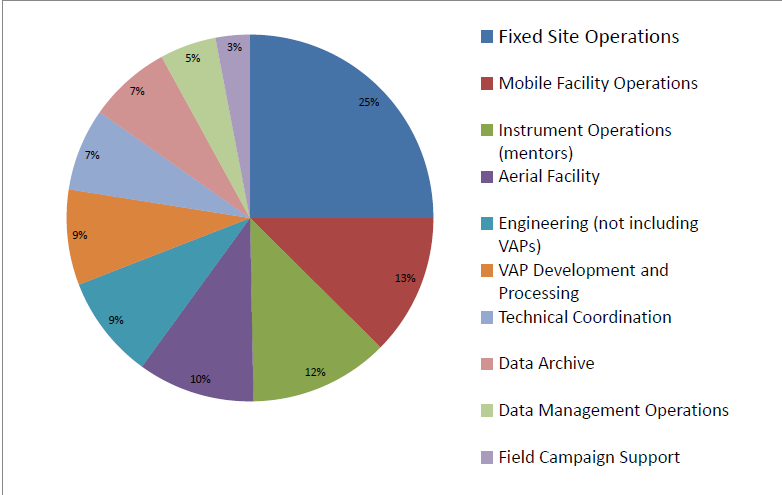 25%
13%
12%
10%
9%
9%
7%
7%
5%
3%
Fixed Site Operations
Mobile Facility Operations
Instrument Operations
(mentors)
Aerial Facility
Engineering (not including
VAPs)
VAP Development and
Processing
Technical Coordination
Data Archive
Data Management Operations
Field Campaign Support